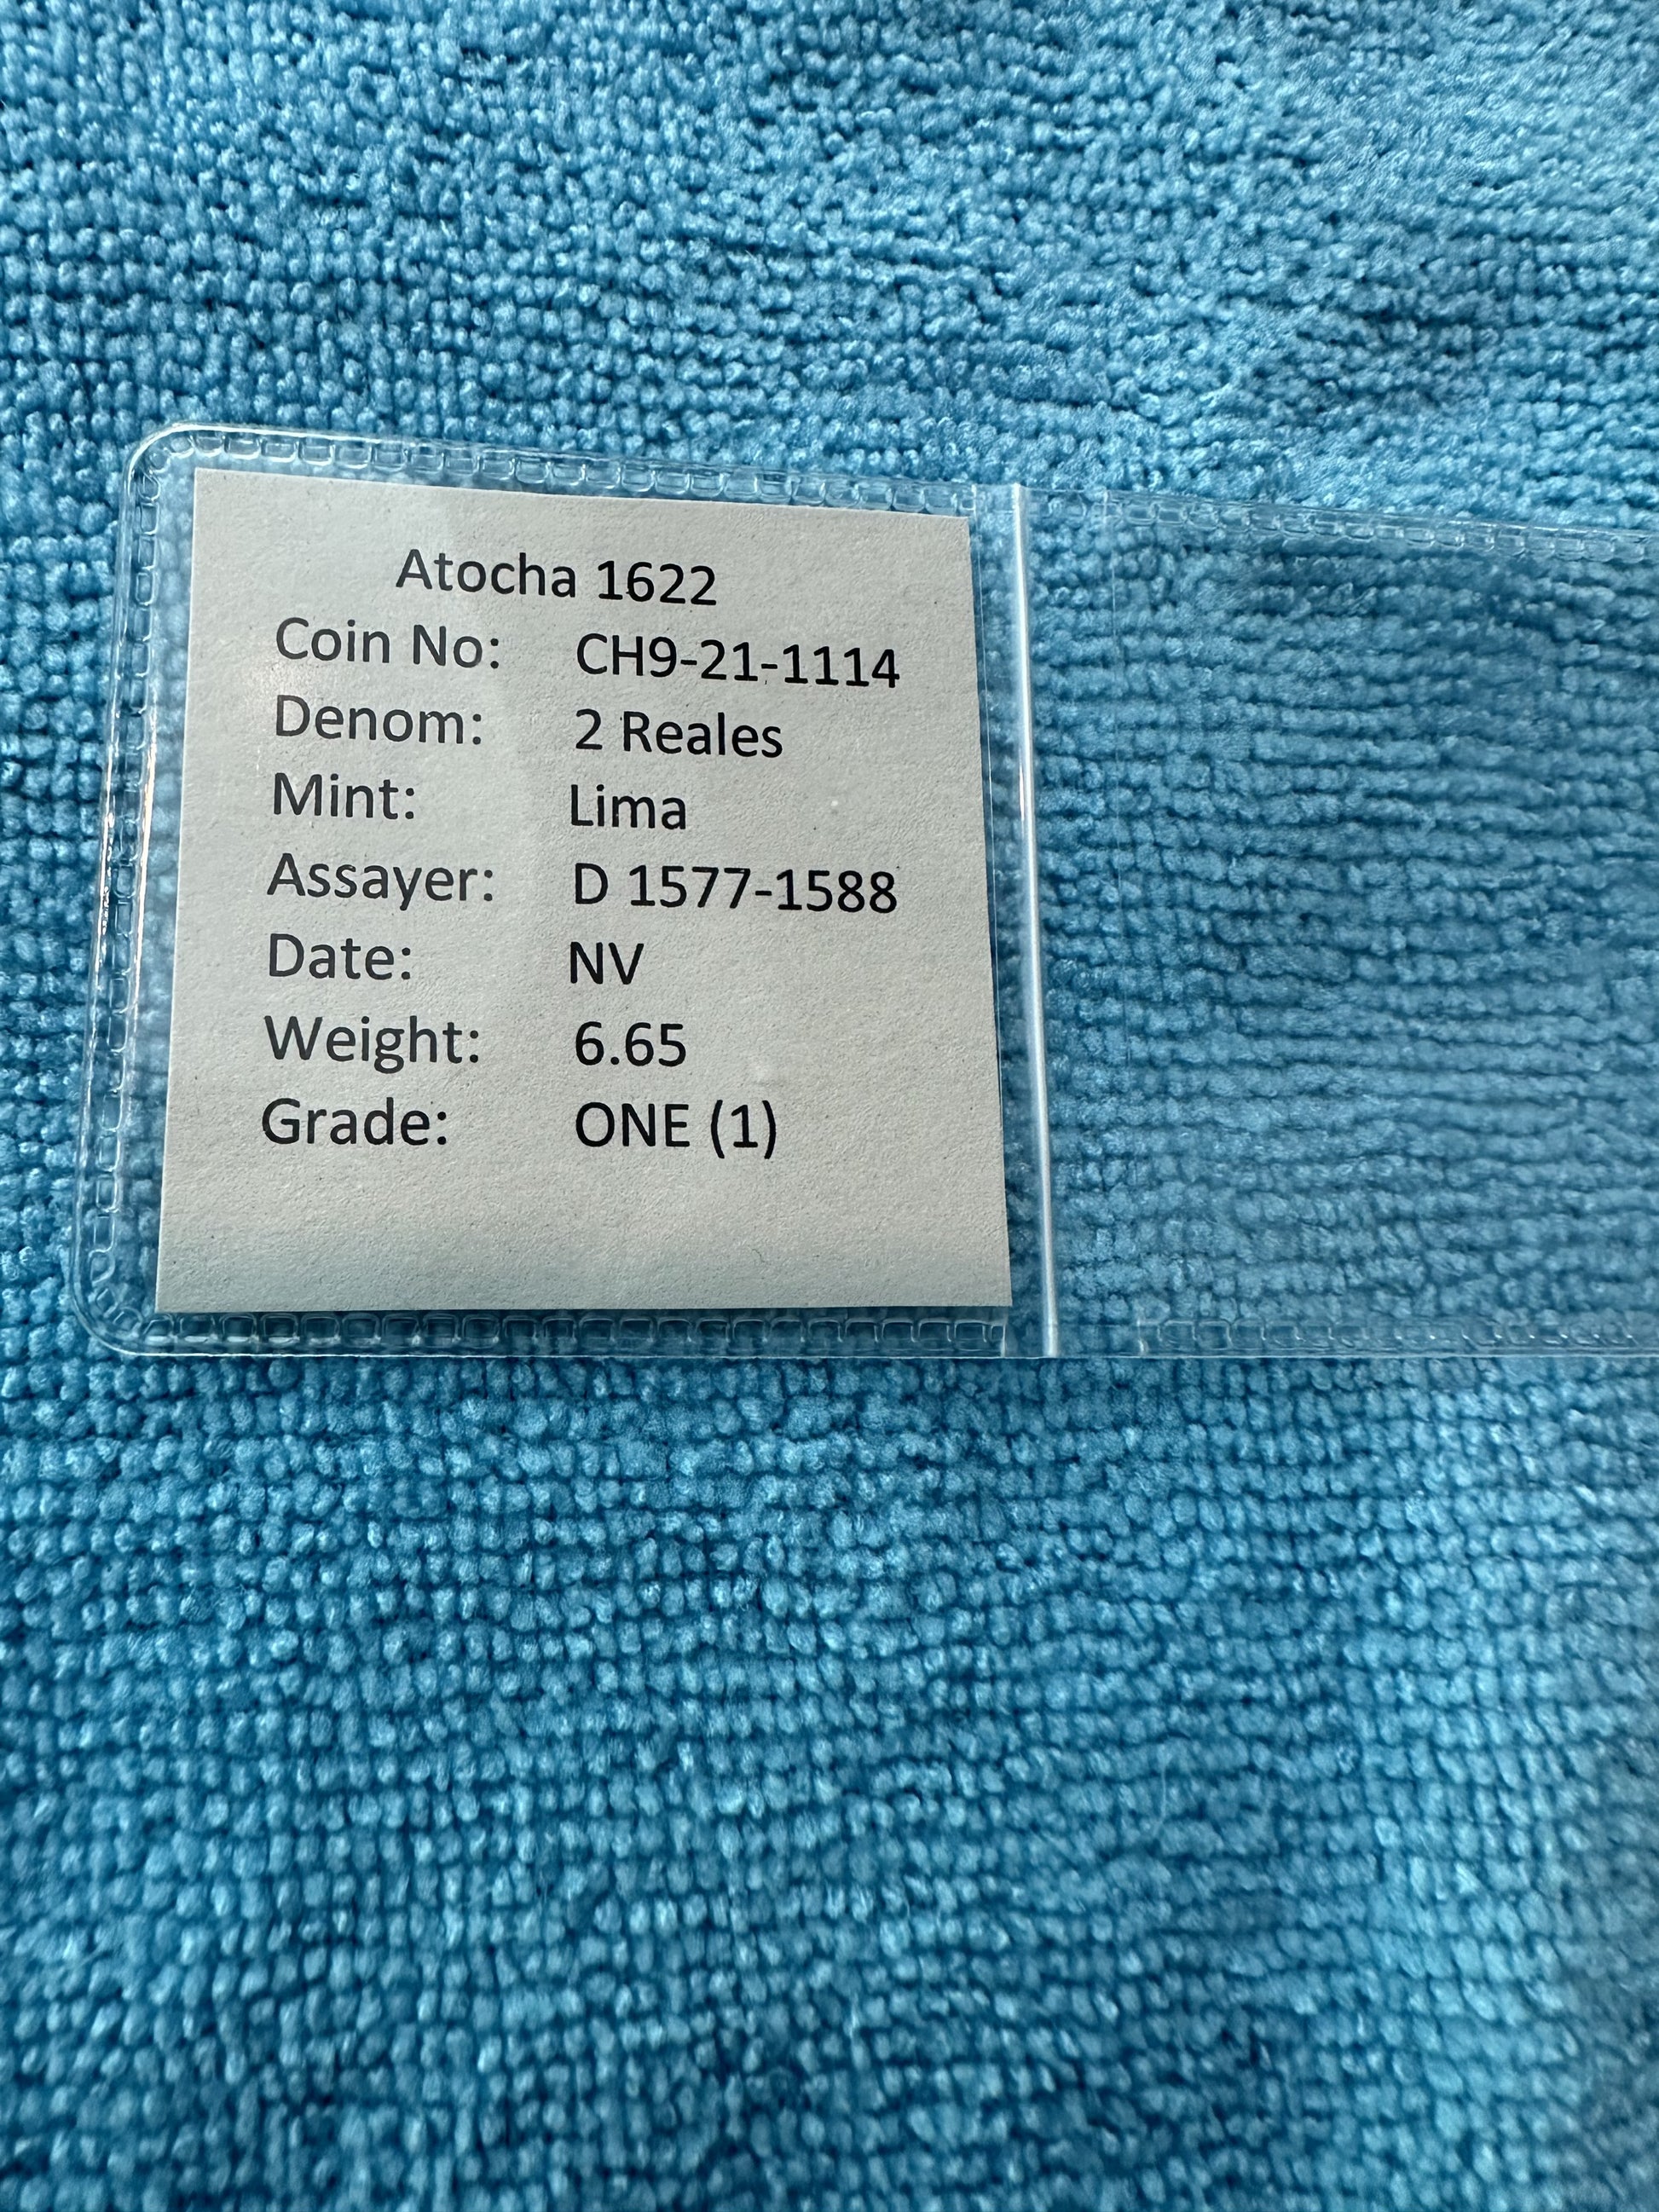 Atocha 1622
Coin No: CH9-21-1114
Denom: 2 Reales
Mint: Lima
Assayer: D 1577-1588
Date: NV
Weight: 6.65
Grade: ONE (1)